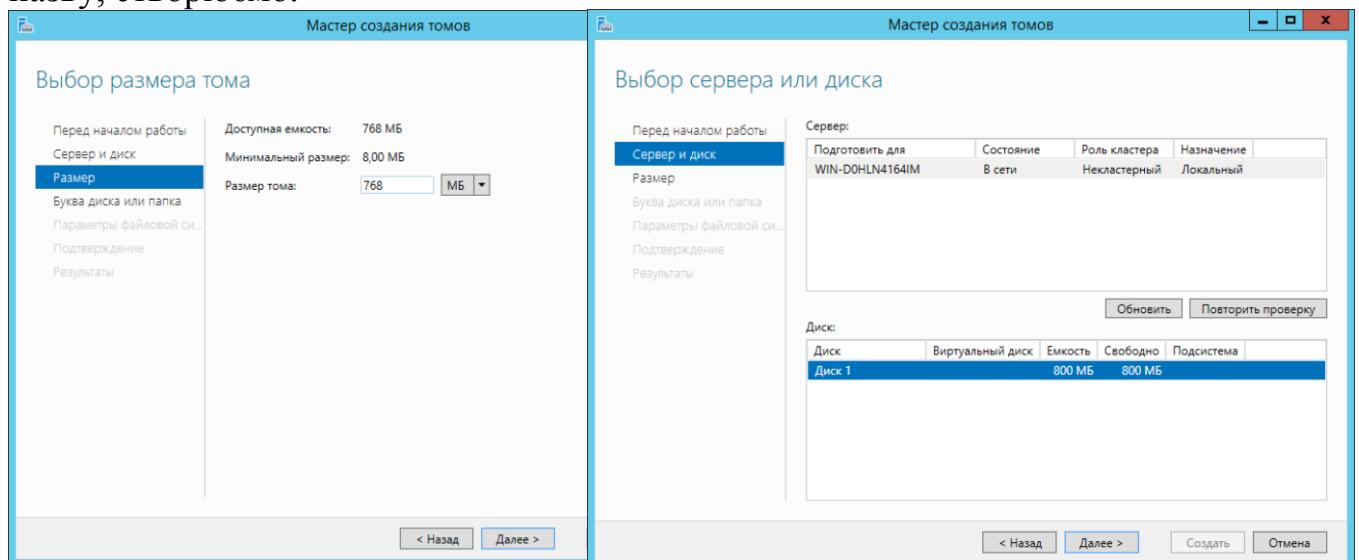 назву, створюємо.
Мастер создания томов
Выбор размера тома
Перед началом работы
Сервер и диск
Размер
Буква диска или папка
Параметры файловой си...
Подтверждение
Результаты
Доступная емкость: 768 МБ
Минимальный размер: 8,00 МБ
Размер тома: 768 МБ
< Назад Далее >
Мастер создания томов
Выбор сервера или диска
Перед началом работы
Сервер и диск
Размер
Буква диска или папка
Параметры файловой си...
Подтверждение
Результаты
Сервер:
Подготовить для Состояние Роль кластера Назначение
WIN-D0HLN4164IM В сети Некластерный Локальный
Обновить Повторить проверку
Диск:
Диск Виртуальный диск Емкость Свободно Подсистема
Диск 1 800 МБ 800 МБ
< Назад Далее > Создать Отмена